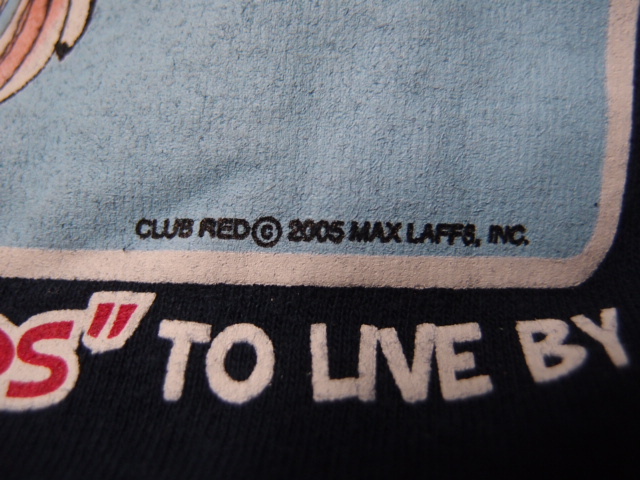 CLUB RED © 2005 MAX LAFFS, INC.
" TO LIVE BY